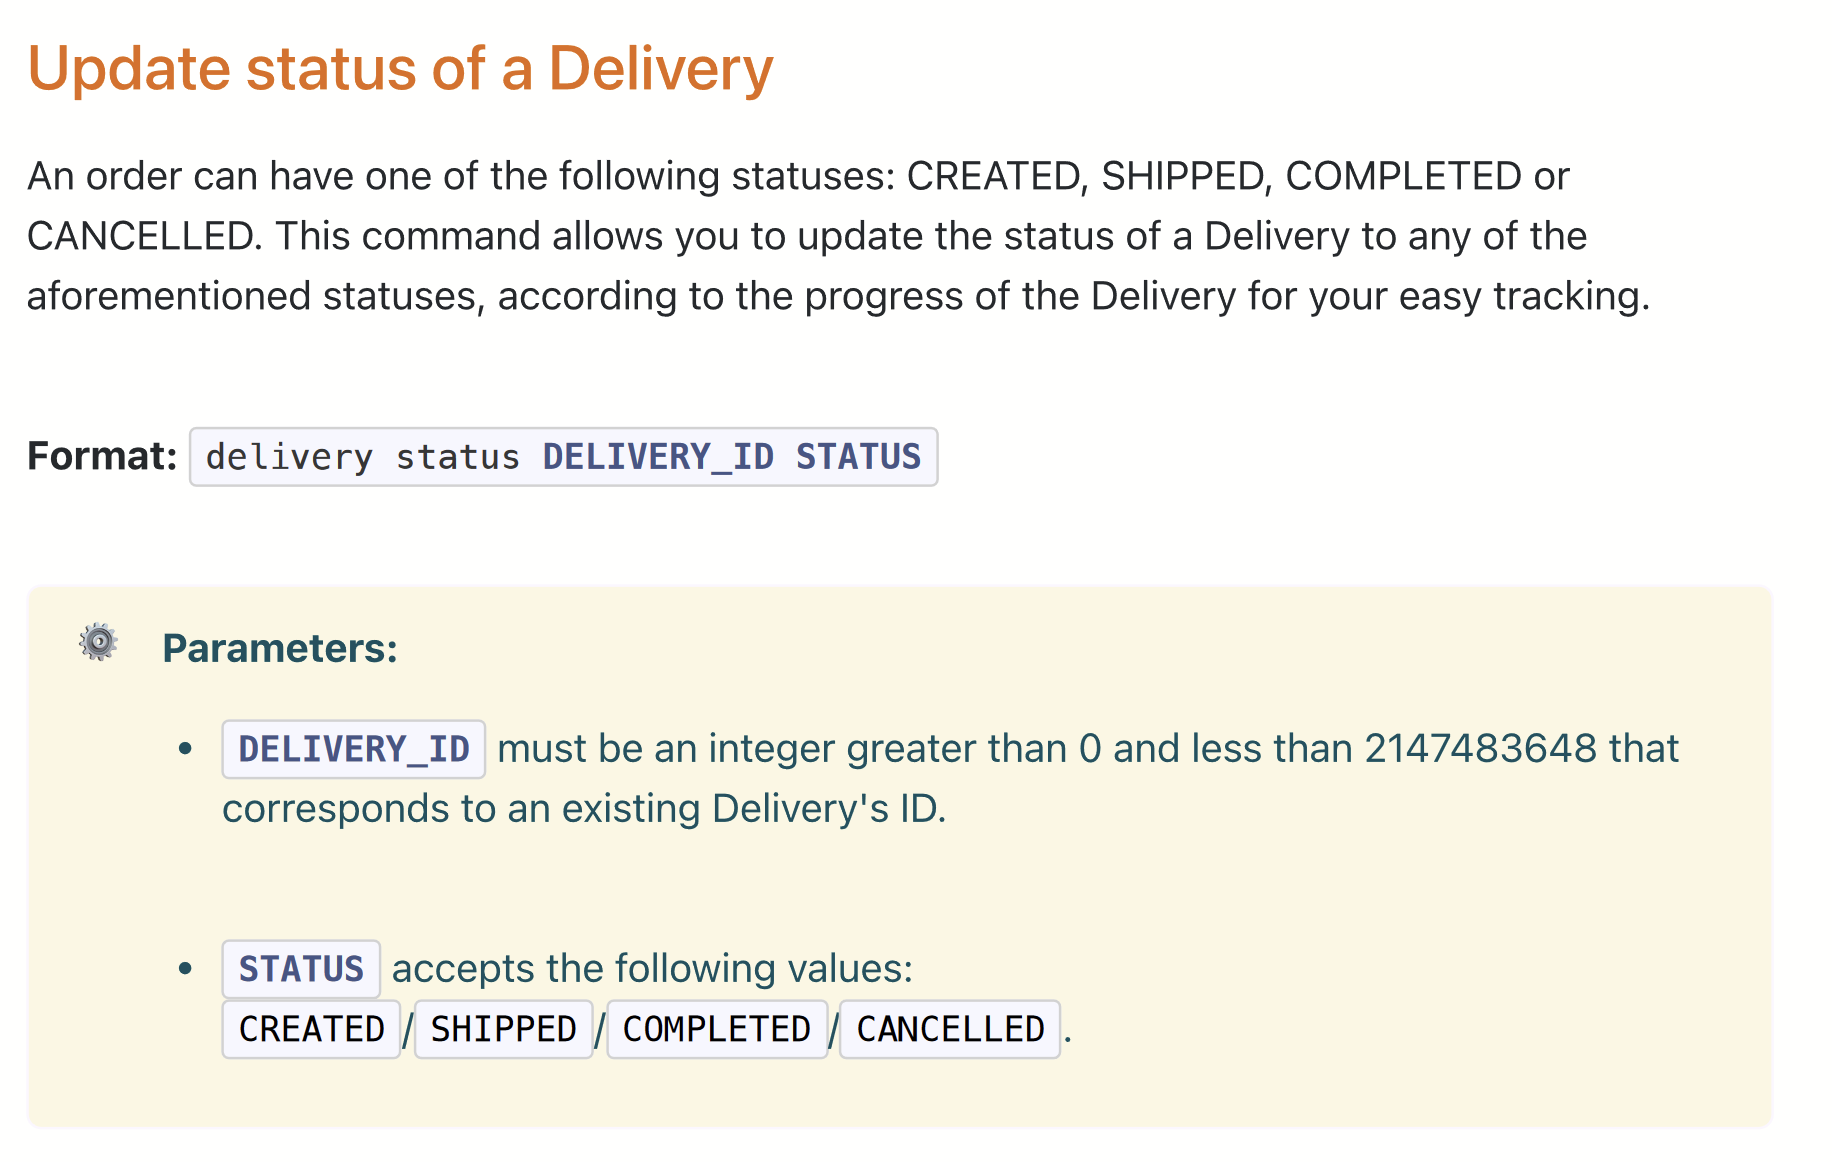 Update status of a Delivery
An order can have one of the following statuses: CREATED, SHIPPED, COMPLETED or
CANCELLED. This command allows you to update the status of a Delivery to any of the
aforementioned statuses, according to the progress of the Delivery for your easy tracking.
Format: delivery status DELIVERY_ID STATUS
Parameters:
• DELIVERY_ID must be an integer greater than 0 and less than 2147483648 that
corresponds to an existing Delivery's ID.
• STATUS accepts the following values:
CREATED/SHIPPED/COMPLETED/CANCELLED.